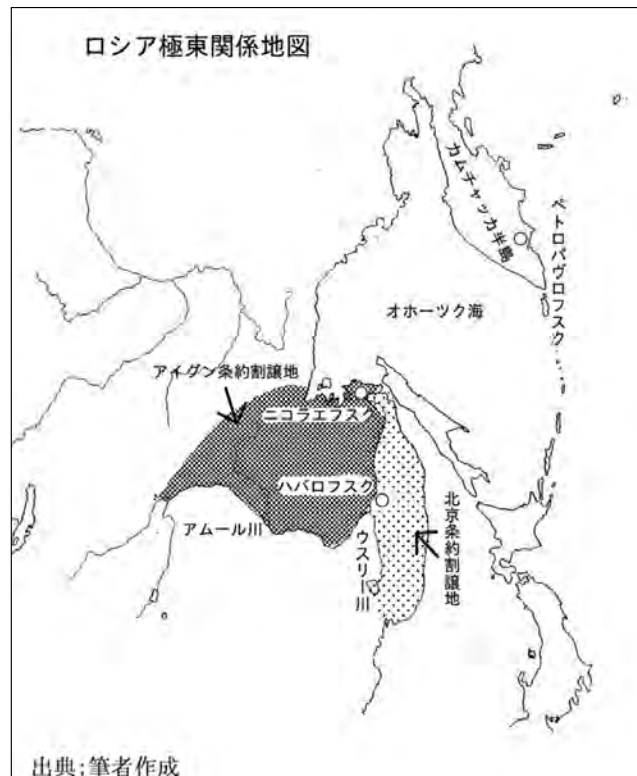 ロシア極東関係地図
カムチャッカ半島
ペトロパヴロフスク
オホーツク海
アイグン条約割譲地
ニコラエフスク
ハバロフスク
アムール川
ウスリー川
北京条約割譲地
出典；筆者作成